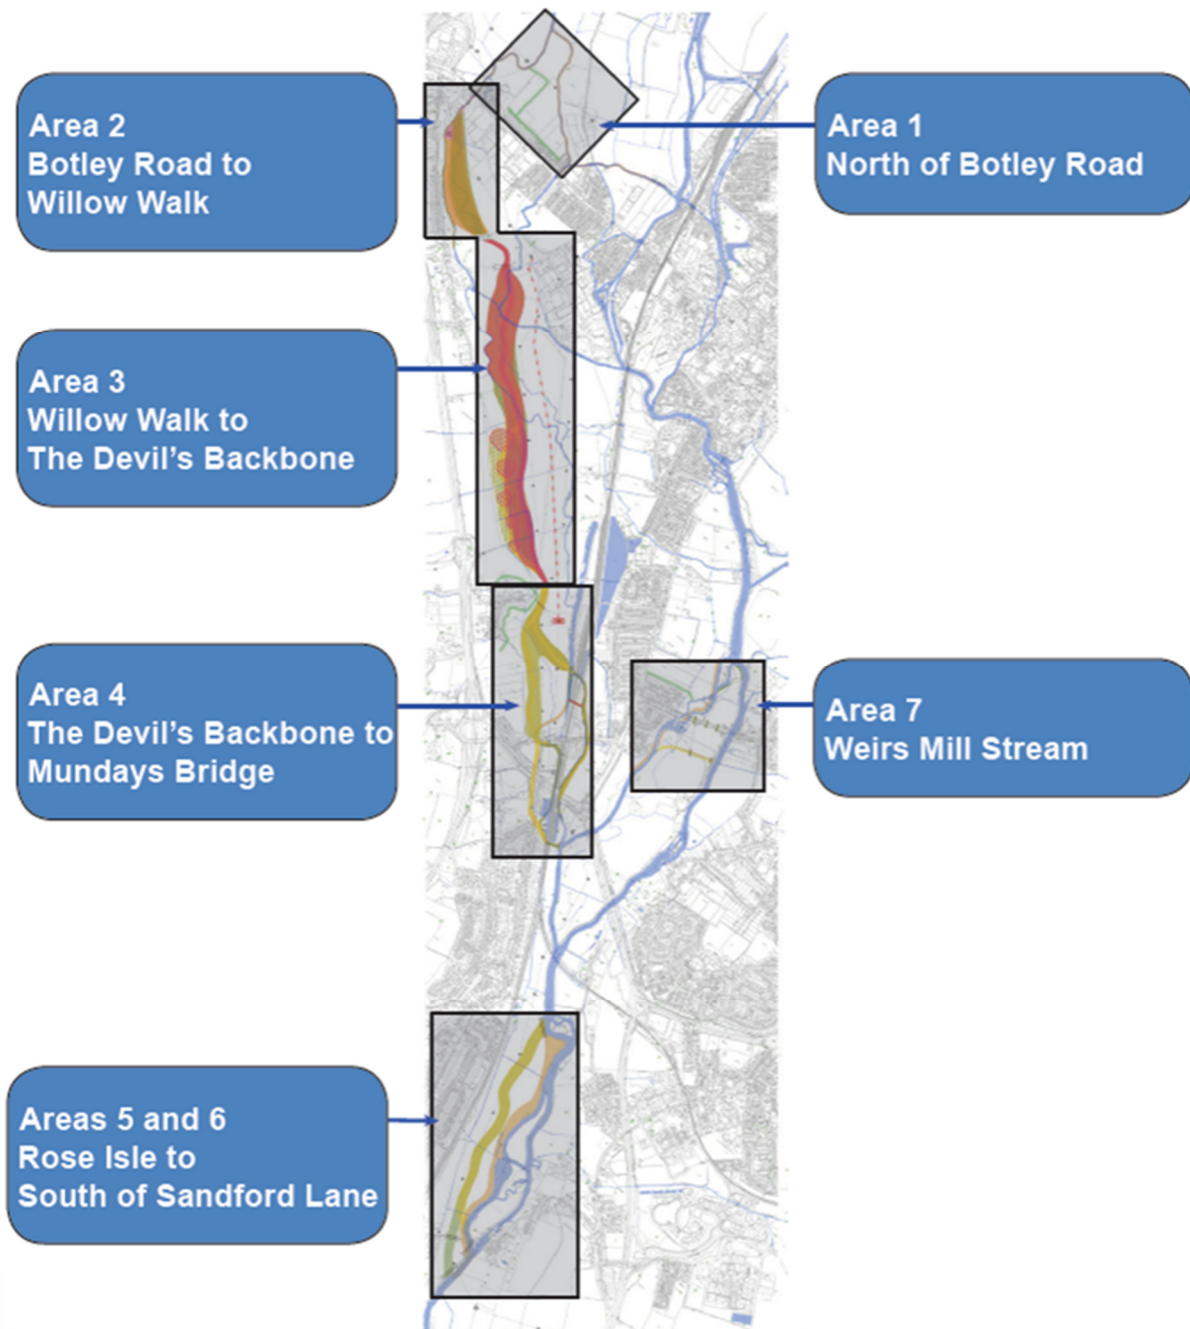 Area 2
Botley Road to
Willow Walk
Area 1
North of Botley Road
Area 3
Willow Walk to
The Devil's Backbone
Area 4
The Devil's Backbone to
Mundays Bridge
Area 7
Weirs Mill Stream
Areas 5 and 6
Rose Isle to
South of Sandford Lane